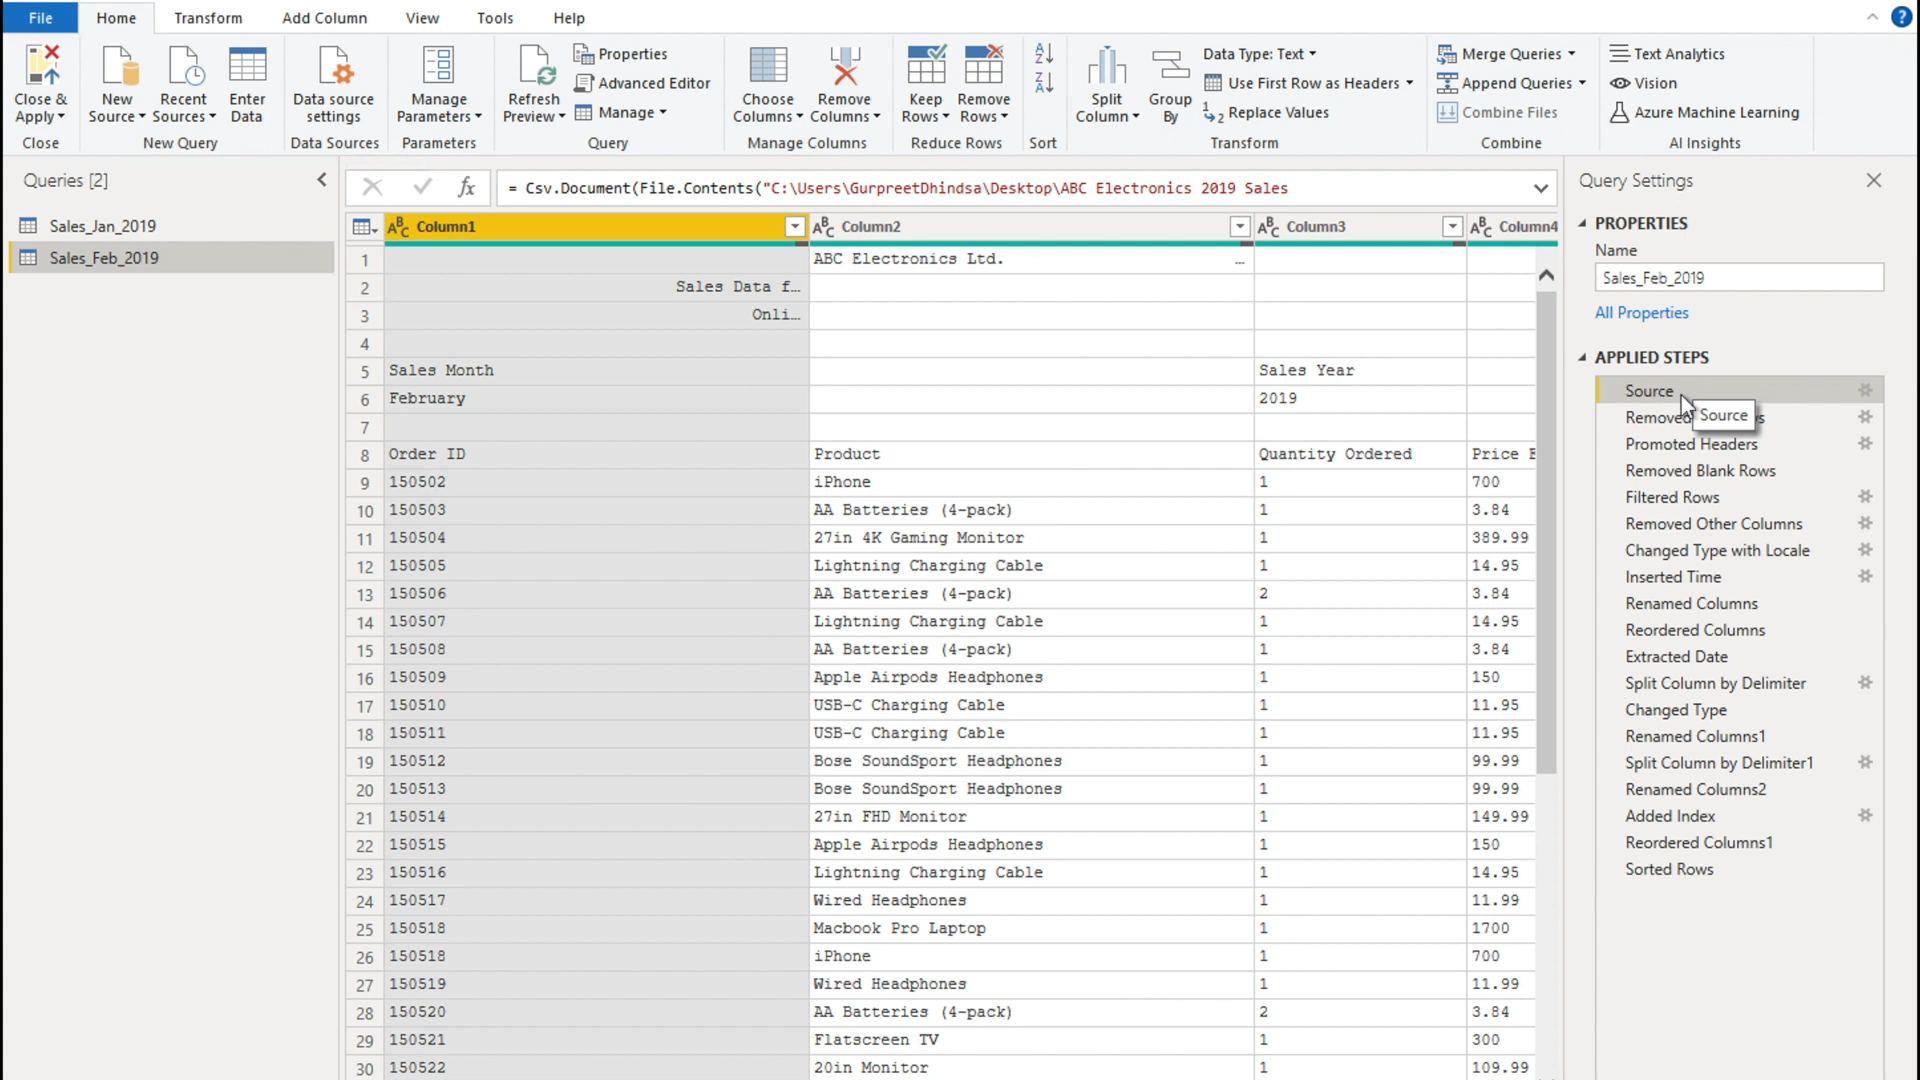 File Home Transform Add Column View Tools Help
Close & Apply New Source Recent Sources Enter Data Data source settings Manage Parameters Refresh Preview Properties Advanced Editor Manage Choose Columns Remove Columns Keep Rows Remove Rows Split Column Group By Data Type: Text Use First Row as Headers Replace Values Merge Queries Append Queries Combine Files Text Analytics Vision Azure Machine Learning
Close New Query Data Sources Parameters Query Manage Columns Reduce Rows Sort Transform Combine AI Insights
Queries [2]
Sales_Jan_2019
Sales_Feb_2019
fx = Csv.Document(File.Contents("C:\Users\GurpreetDhindsa\Desktop\ABC Electronics 2019 Sales
Column1 Column2 Column3 Column4
1 ABC Electronics Ltd. ...
2 Sales Data f...
3 Onli...
4
5 Sales Month Sales Year
6 February 2019
7
8 Order ID Product Quantity Ordered Price E
9 150502 iPhone 1 700
10 150503 AA Batteries (4-pack) 1 3.84
11 150504 27in 4K Gaming Monitor 1 389.99
12 150505 Lightning Charging Cable 1 14.95
13 150506 AA Batteries (4-pack) 2 3.84
14 150507 Lightning Charging Cable 1 14.95
15 150508 AA Batteries (4-pack) 1 3.84
16 150509 Apple Airpods Headphones 1 150
17 150510 USB-C Charging Cable 1 11.95
18 150511 USB-C Charging Cable 1 11.95
19 150512 Bose SoundSport Headphones 1 99.99
20 150513 Bose SoundSport Headphones 1 99.99
21 150514 27in FHD Monitor 1 149.99
22 150515 Apple Airpods Headphones 1 150
23 150516 Lightning Charging Cable 1 14.95
24 150517 Wired Headphones 1 11.99
25 150518 Macbook Pro Laptop 1 1700
26 150518 iPhone 1 700
27 150519 Wired Headphones 1 11.99
28 150520 AA Batteries (4-pack) 2 3.84
29 150521 Flatscreen TV 1 300
30 150522 20in Monitor 1 109.99
Query Settings
PROPERTIES
Name
Sales_Feb_2019
All Properties
APPLIED STEPS
Source
Source
Removed
Promoted Headers
Removed Blank Rows
Filtered Rows
Removed Other Columns
Changed Type with Locale
Inserted Time
Renamed Columns
Reordered Columns
Extracted Date
Split Column by Delimiter
Changed Type
Renamed Columns1
Split Column by Delimiter1
Renamed Columns2
Added Index
Reordered Columns1
Sorted Rows